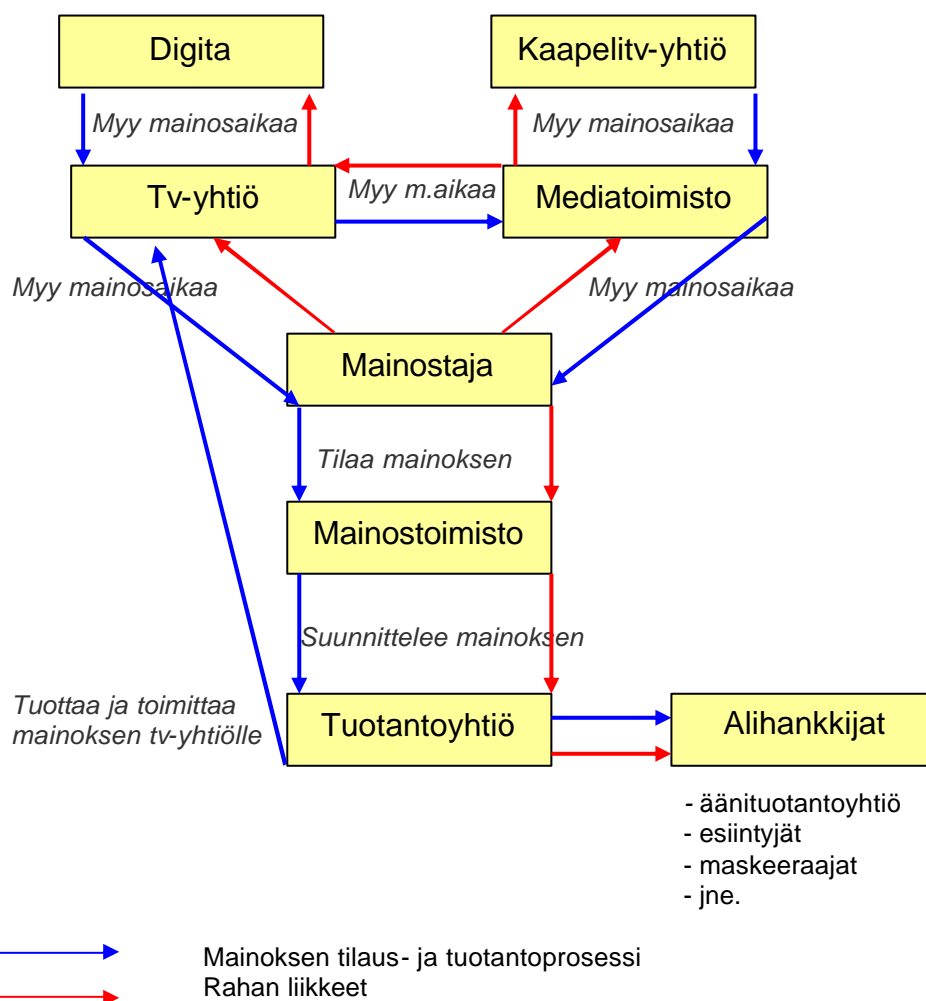 Digita
Kaapelitv-yhtiö
Myy mainosaikaa
Myy mainosaikaa
Tv-yhtiö
Myy m.aikaa
Mediatoimisto
Myy mainosaikaa
Myy mainosaikaa
Mainostaja
Tilaa mainoksen
Mainostoimisto
Suunnittelee mainoksen
Tuottaa ja toimittaa
mainoksen tv-yhtiölle
Tuotantoyhtiö
Alihankkijat
- äänituotantoyhtiö
- esiintyjät
- maskeeraajat
- jne.
Mainoksen tilaus- ja tuotantoprosessi
Rahan liikkeet